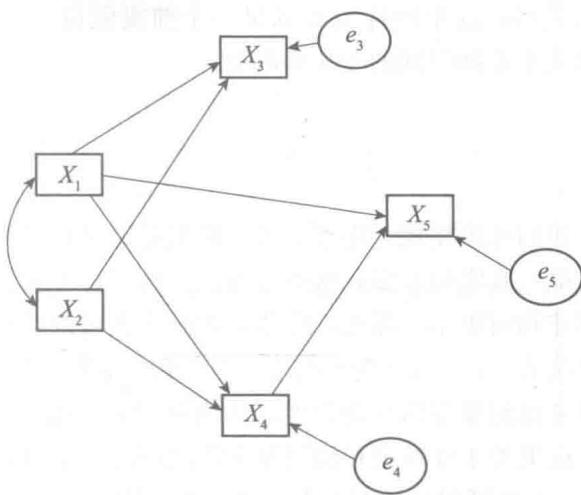 X₃
e₃
X₁
X₅
e₅
X₂
X₄
e₄